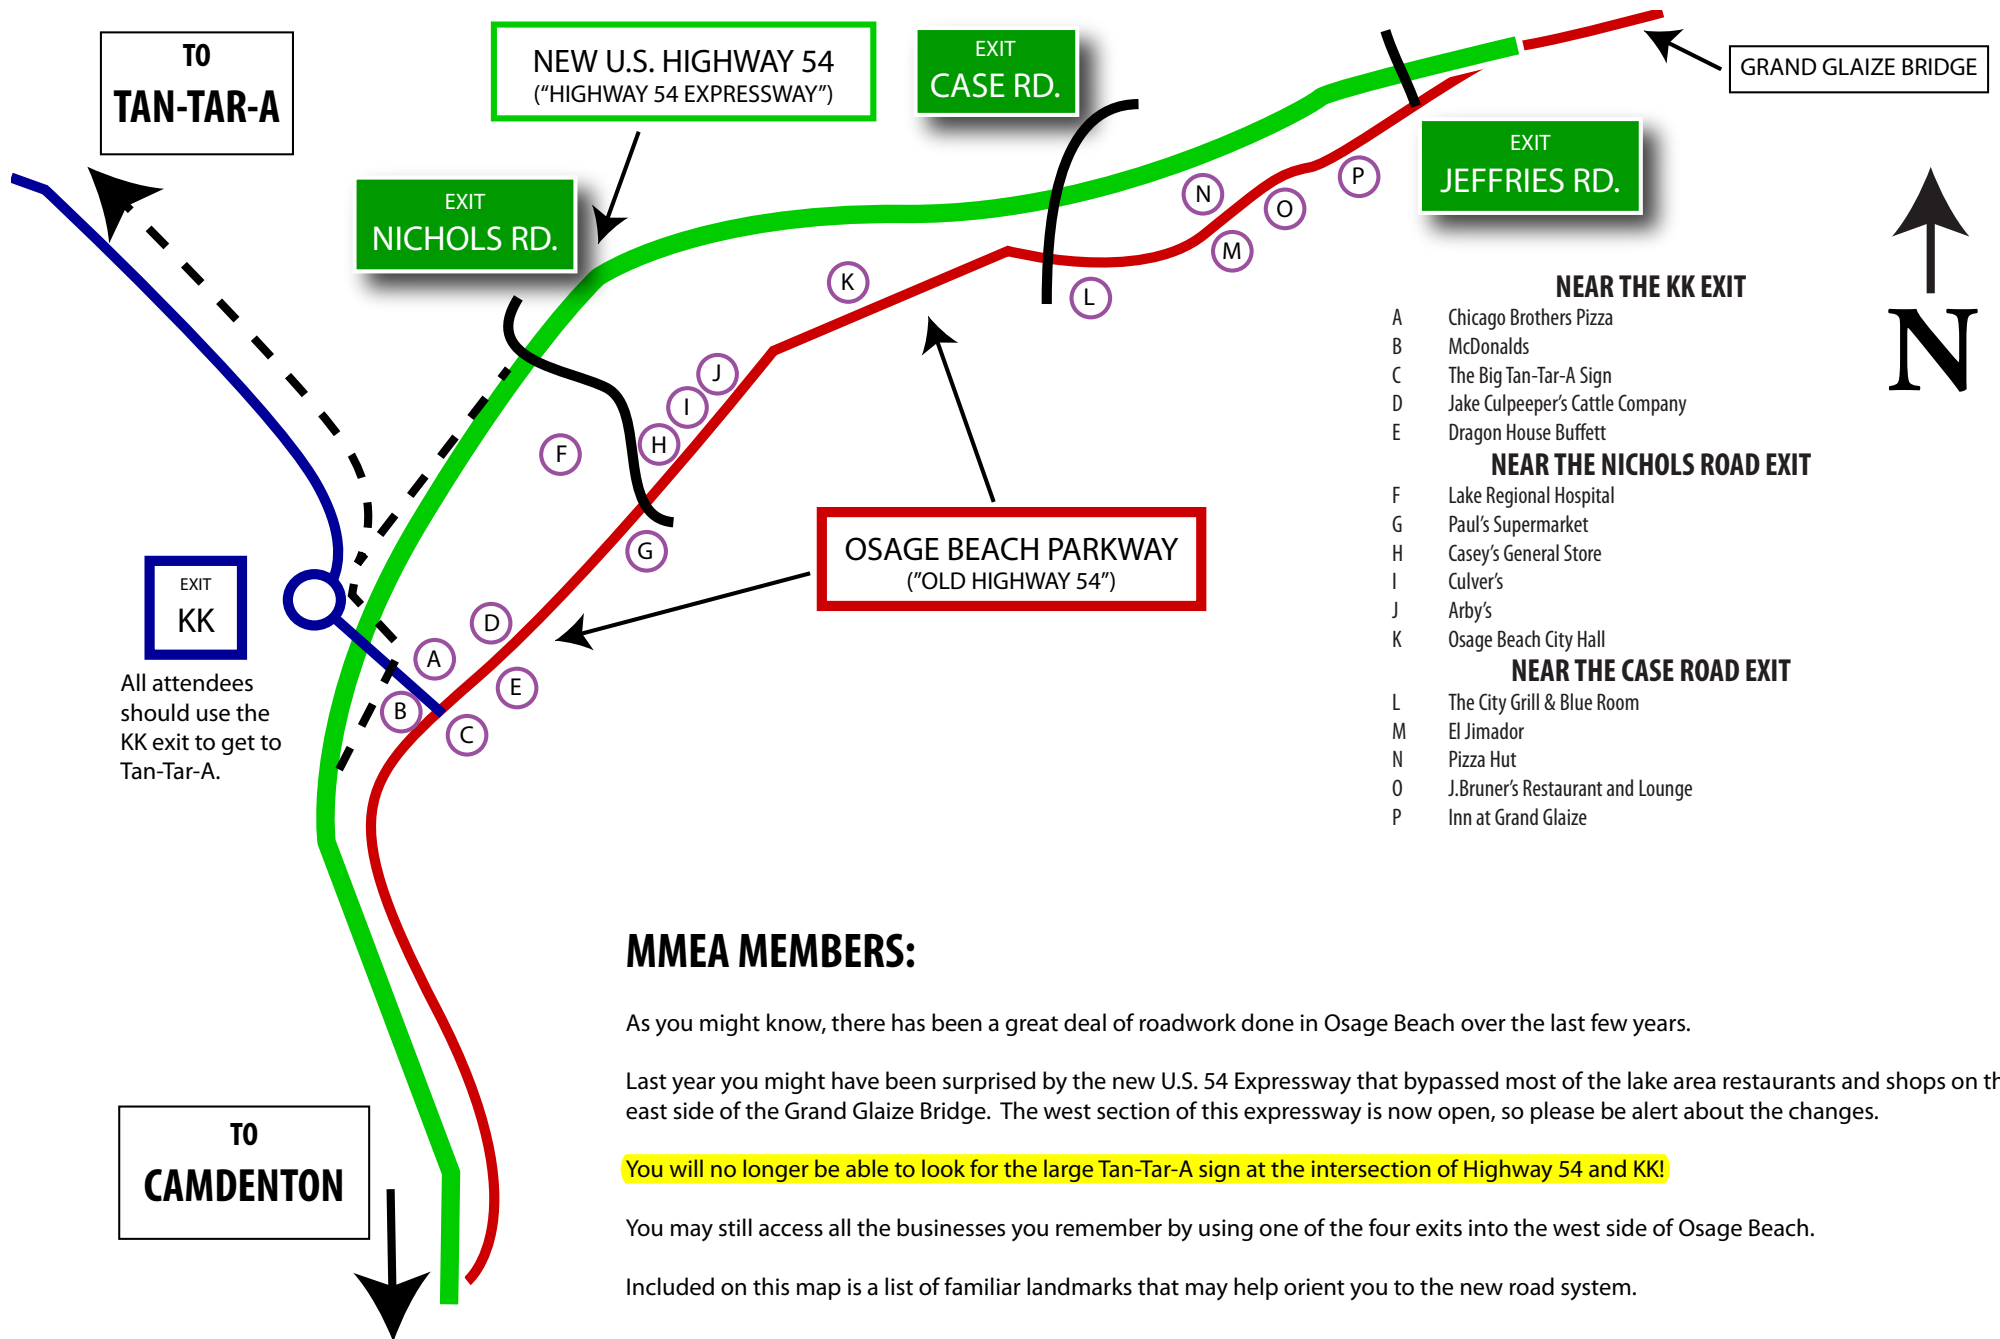 TO
TAN-TAR-A
NEW U.S. HIGHWAY 54
(“HIGHWAY 54 EXPRESSWAY”)
EXIT
CASE RD.
GRAND GLAIZE BRIDGE
EXIT
NICHOLS RD.
EXIT
JEFFRIES RD.
N
O
P
M
K
L
J
I
H
F
G
D
A
E
B
C
N
OSAGE BEACH PARKWAY
(”OLD HIGHWAY 54”)
EXIT
KK
All attendees
should use the
KK exit to get to
Tan-Tar-A.
NEAR THE KK EXIT
A Chicago Brothers Pizza
B McDonalds
C The Big Tan-Tar-A Sign
D Jake Culpeeper's Cattle Company
E Dragon House Buffett
NEAR THE NICHOLS ROAD EXIT
F Lake Regional Hospital
G Paul's Supermarket
H Casey's General Store
I Culver's
J Arby's
K Osage Beach City Hall
NEAR THE CASE ROAD EXIT
L The City Grill & Blue Room
M El Jimador
N Pizza Hut
O J.Bruner's Restaurant and Lounge
P Inn at Grand Glaize
TO
CAMDENTON
MMEA MEMBERS:
As you might know, there has been a great deal of roadwork done in Osage Beach over the last few years.
Last year you might have been surprised by the new U.S. 54 Expressway that bypassed most of the lake area restaurants and shops on th
east side of the Grand Glaize Bridge. The west section of this expressway is now open, so please be alert about the changes.
You will no longer be able to look for the large Tan-Tar-A sign at the intersection of Highway 54 and KK!
You may still access all the businesses you remember by using one of the four exits into the west side of Osage Beach.
Included on this map is a list of familiar landmarks that may help orient you to the new road system.